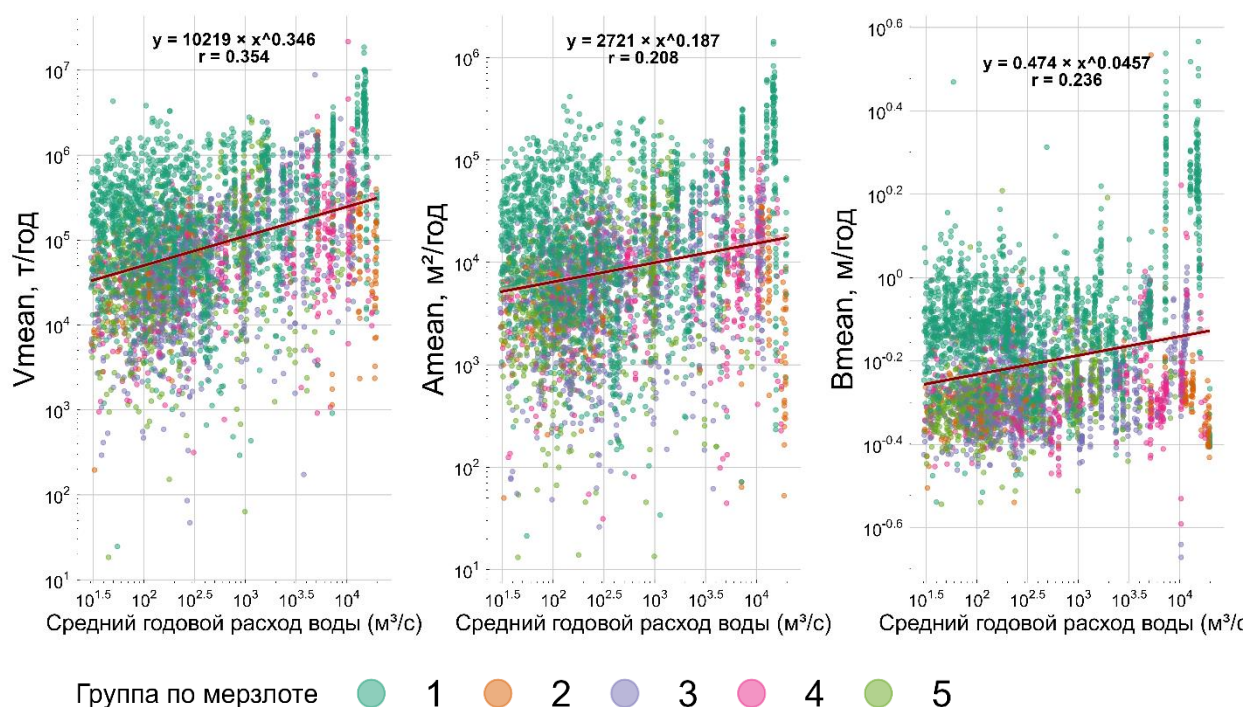 y = 10219 × x^0.346
r = 0.354
Vmean, т/год
10⁷
10⁶
10⁵
10⁴
10³
10²
10¹
10^1.5
10²
10^2.5
10³
10^3.5
10⁴
Средний годовой расход воды (м³/с)
y = 2721 × x^0.187
r = 0.208
Amean, м²/год
10⁶
10⁵
10⁴
10³
10²
10¹
10^1.5
10²
10^2.5
10³
10^3.5
10⁴
Средний годовой расход воды (м³/с)
y = 0.474 × x^0.0457
r = 0.236
Bmean, м/год
10^0.6
10^0.4
10^0.2
10⁰
10^-0.2
10^-0.4
10^-0.6
10^1.5
10²
10^2.5
10³
10^3.5
10⁴
Средний годовой расход воды (м³/с
Группа по мерзлоте 1 2 3 4 5